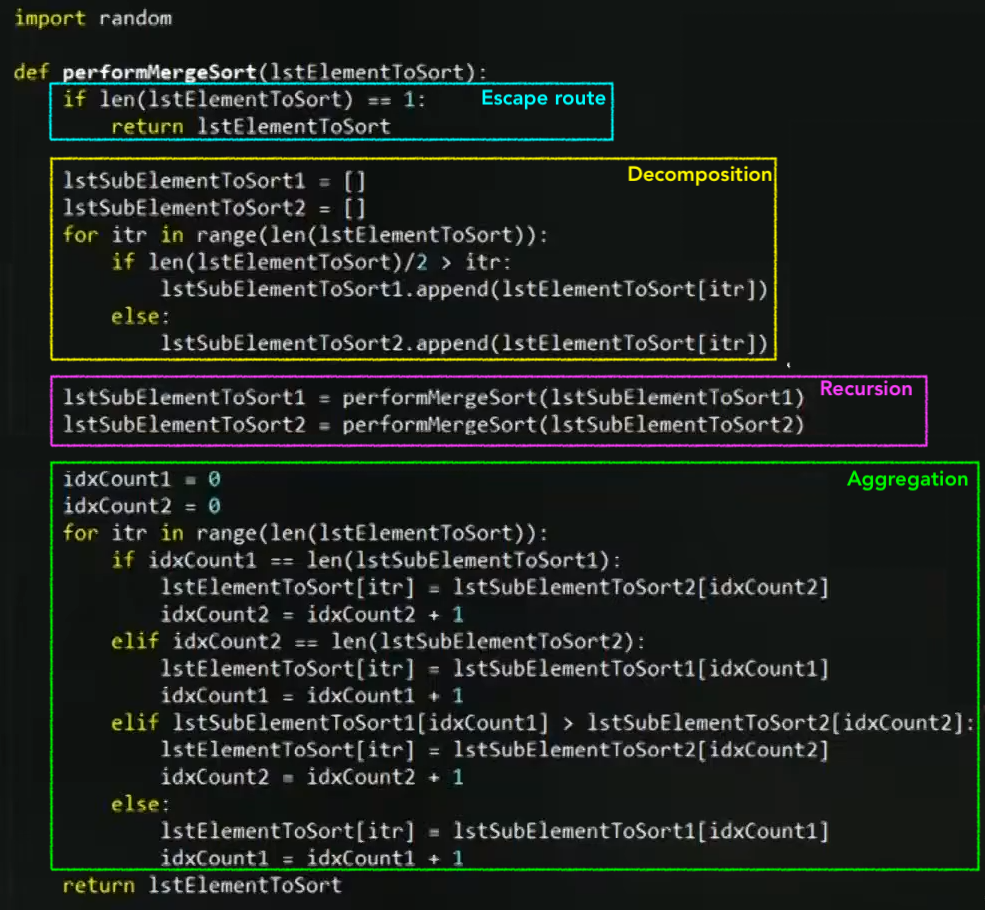 import random
def performMergeSort(lstElementToSort):
if len(lstElementToSort) == 1: Escape route
return lstElementToSort
Decomposition
lstSubElementToSort1 = []
lstSubElementToSort2 = []
for itr in range(len(lstElementToSort)):
if len(lstElementToSort)/2 > itr:
lstSubElementToSort1.append(lstElementToSort[itr])
else:
lstSubElementToSort2.append(lstElementToSort[itr])
Recursion
lstSubElementToSort1 = performMergeSort(lstSubElementToSort1)
lstSubElementToSort2 = performMergeSort(lstSubElementToSort2)
idxCount1 = 0 Aggregation
idxCount2 = 0
for itr in range(len(lstElementToSort)):
if idxCount1 == len(lstSubElementToSort1):
lstElementToSort[itr] = lstSubElementToSort2[idxCount2]
idxCount2 = idxCount2 + 1
elif idxCount2 == len(lstSubElementToSort2):
lstElementToSort[itr] = lstSubElementToSort1[idxCount1]
idxCount1 = idxCount1 + 1
elif lstSubElementToSort1[idxCount1] > lstSubElementToSort2[idxCount2]:
lstElementToSort[itr] = lstSubElementToSort2[idxCount2]
idxCount2 = idxCount2 + 1
else:
lstElementToSort[itr] = lstSubElementToSort1[idxCount1]
idxCount1 = idxCount1 + 1
return lstElementToSort